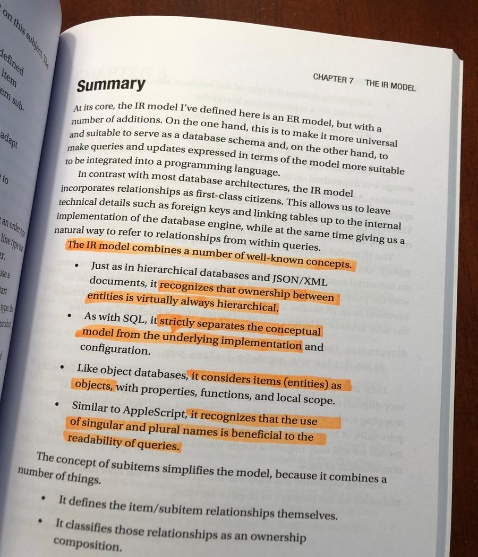 on this subject. The
defined
item
sub-
adapt
to
CHAPTER 7 THE IR MODEL
Summary
At its core, the IR model I've defined here is an ER model, but with a
number of additions. On the one hand, this is to make it more universal
and suitable to serve as a database schema and, on the other hand, to
make queries and updates expressed in terms of the model more suitable
to be integrated into a programming language.
In contrast with most database architectures, the IR model
incorporates relationships as first-class citizens. This allows us to leave
technical details such as foreign keys and linking tables up to the internal
implementation of the database engine, while at the same time giving us a
natural way to refer to relationships from within queries.
The IR model combines a number of well-known concepts.
• Just as in hierarchical databases and JSON/XML
documents, it recognizes that ownership between
entities is virtually always hierarchical.
• As with SQL, it strictly separates the conceptual
model from the underlying implementation and
configuration.
• Like object databases, it considers items (entities) as
objects, with properties, functions, and local scope.
• Similar to AppleScript, it recognizes that the use
of singular and plural names is beneficial to the
readability of queries.
The concept of subitems simplifies the model, because it combines a
number of things.
• It defines the item/subitem relationships themselves.
• It classifies those relationships as an ownership
composition.